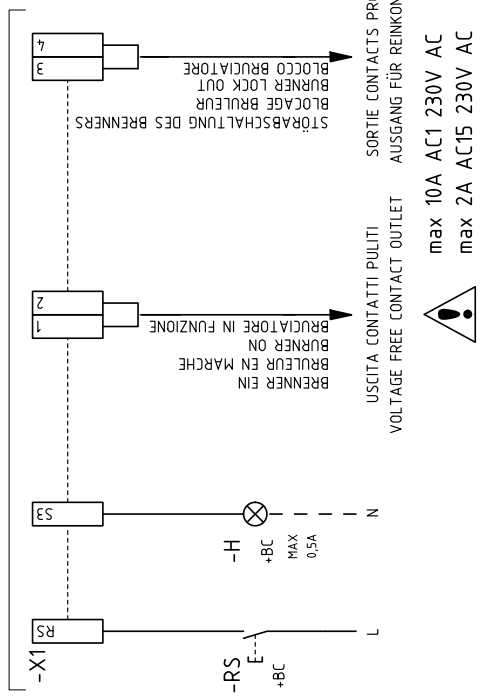 -X1
RS
S3
1
2
3
4
-RS
+BC
L
-H
+BC
MAX
0,5A
N
BRENNER EIN
BRULEUR EN MARCHE
BURNER ON
BRUCIATORE IN FUNZIONE
STÖRABSCHALTUNG DES BRENNERS
BLOCAGE BRULEUR
BURNER LOCK OUT
BLOCCO BRUCIATORE
USCITA CONTATTI PULITI
VOLTAGE FREE CONTACT OUTLET
SORTIE CONTACTS
AUSGANG FÜR
max 10A AC1 230V AC
max 2A AC15 230V AC